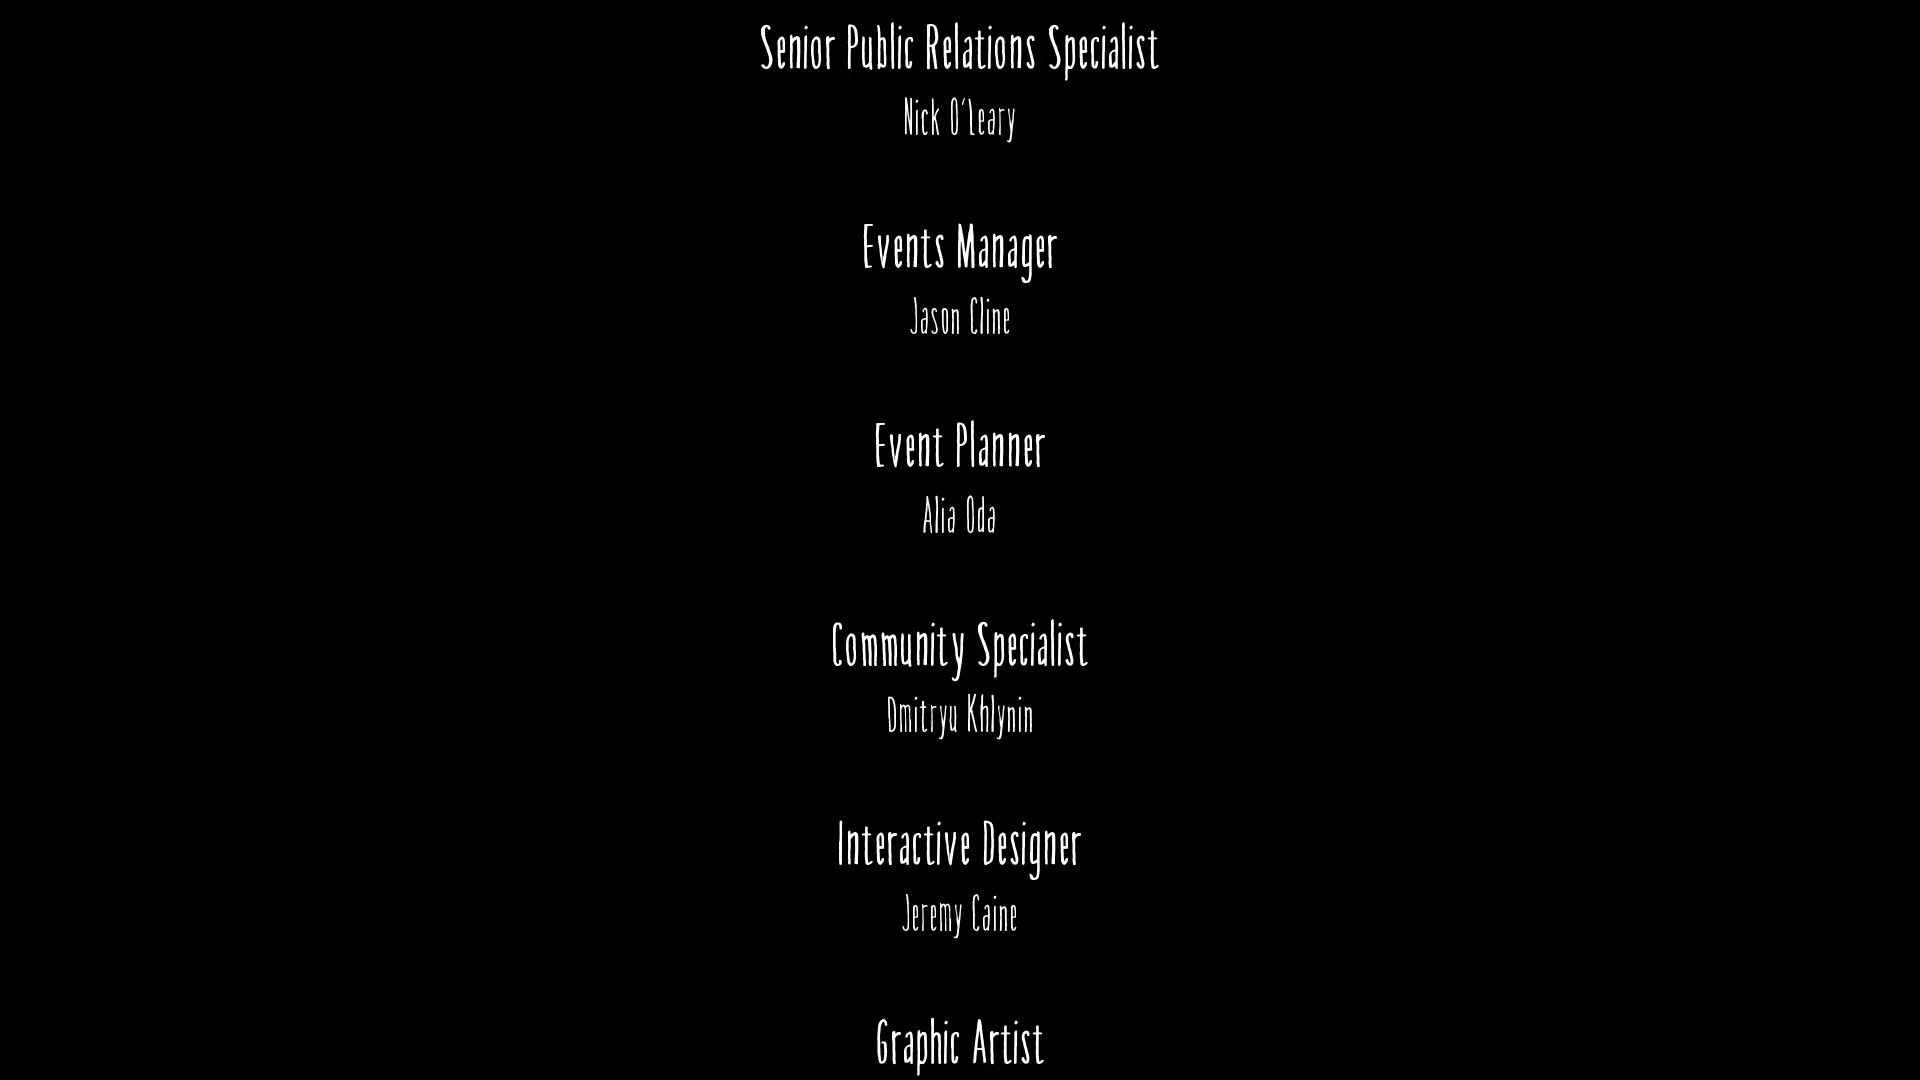 Senior Public Relations Specialist
Nick O'Leary
Events Manager
Jason Cline
Event Planner
Alia Oda
Community Specialist
Dmitryu Khlynin
Interactive Designer
Jeremy Caine
Graphic Artist